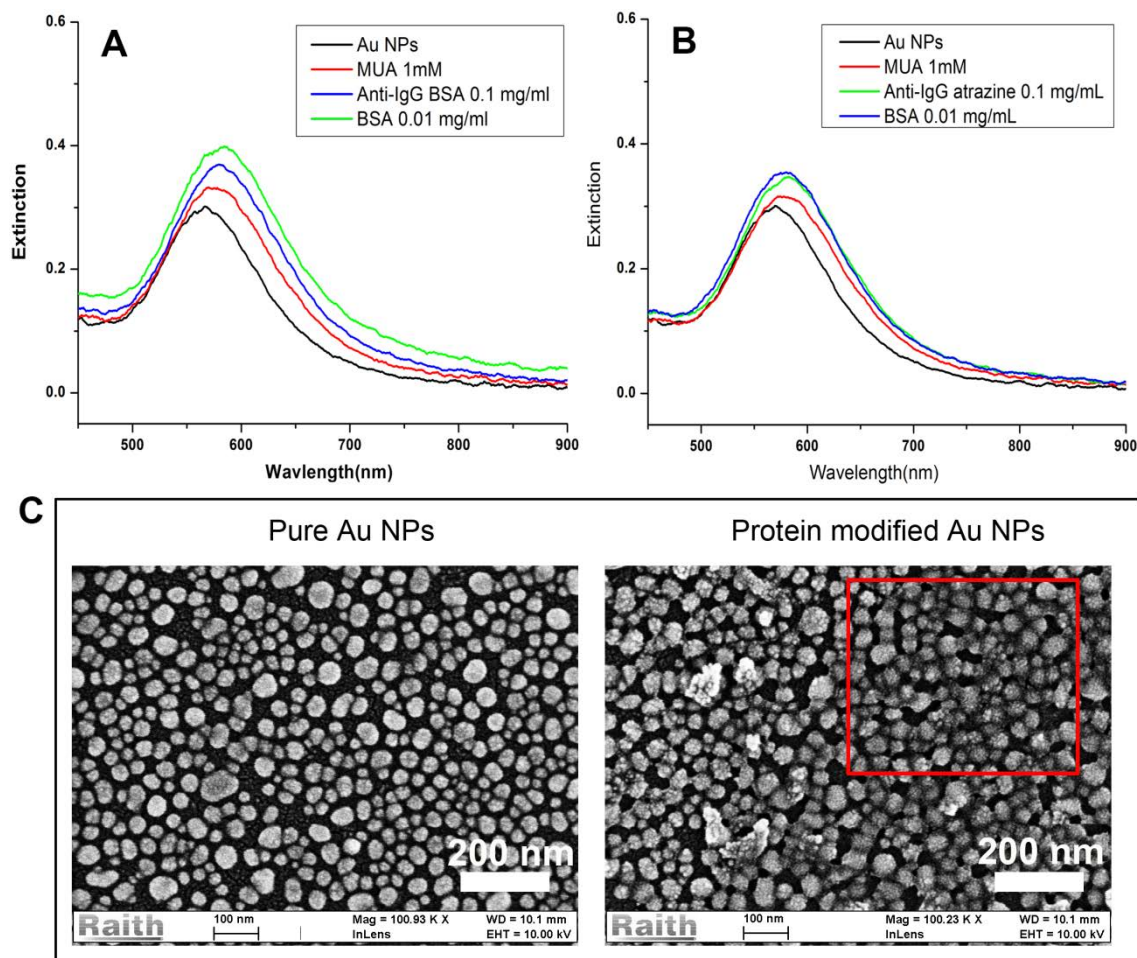 A
Au NPs
MUA 1mM
Anti-IgG BSA 0.1 mg/ml
BSA 0.01 mg/ml
0.6
0.4
0.2
0.0
Extinction
500 600 700 800 900
Wavelength(nm)
B
Au NPs
MUA 1mM
Anti-IgG atrazine 0.1 mg/mL
BSA 0.01 mg/mL
0.6
0.4
0.2
0.0
Extinction
500 600 700 800 900
Wavelength(nm)
C
Pure Au NPs
200 nm
Raith
100 nm
Mag = 100.93 K X
WD = 10.1 mm
InLens
EHT = 10.00 kV
Protein modified Au NPs
200 nm
Raith
100 nm
Mag = 100.23 K X
WD = 10.1 mm
InLens
EHT = 10.00 kV